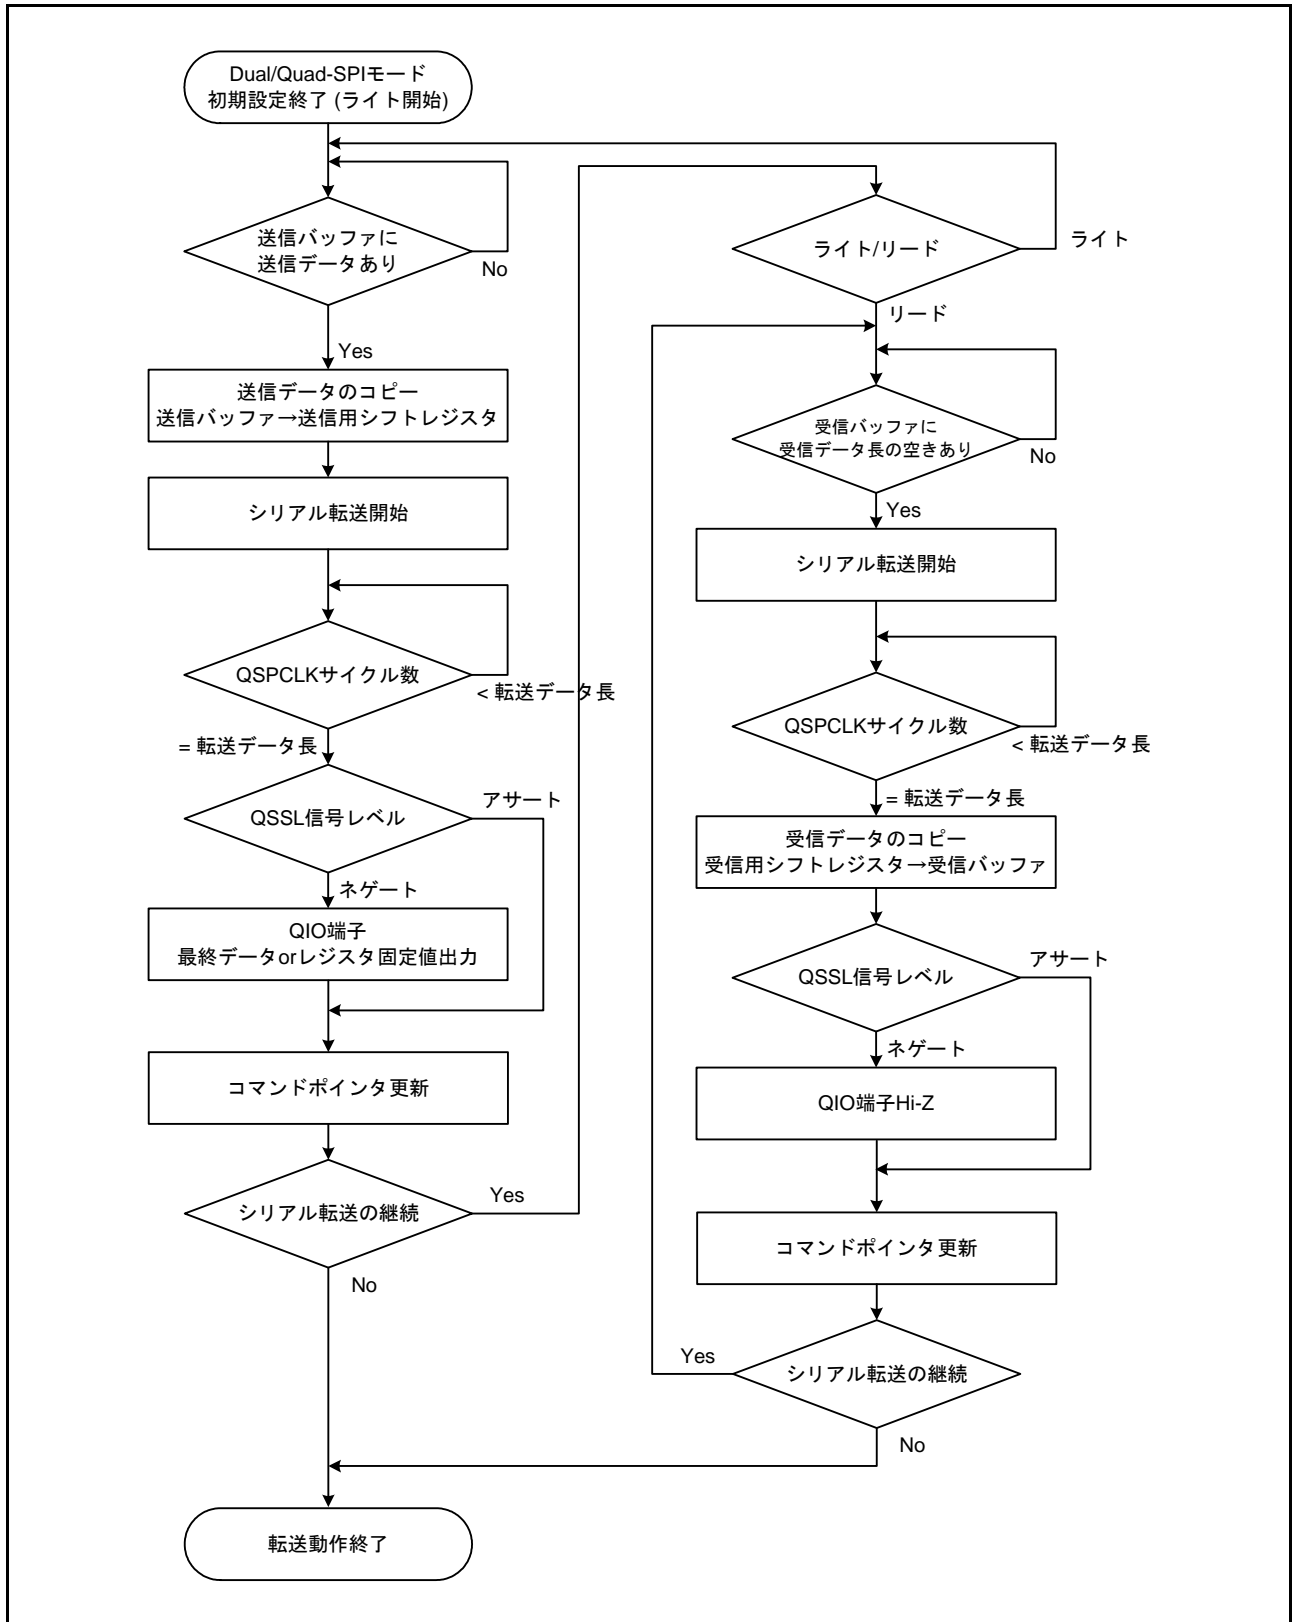 Dual/Quad-SPIモード
初期設定終了 (ライト開始)
送信バッファに
送信データあり
No
Yes
送信データのコピー
送信バッファ→送信用シフトレジスタ
シリアル転送開始
QSPCLKサイクル数
< 転送データ長
= 転送データ長
QSSL信号レベル
アサート
ネゲート
QIO端子
最終データorレジスタ固定値出力
コマンドポインタ更新
シリアル転送の継続
Yes
No
転送動作終了
ライト/リード
ライト
リード
受信バッファに
受信データ長の空きあり
No
Yes
シリアル転送開始
QSPCLKサイクル数
< 転送データ長
= 転送データ長
受信データのコピー
受信用シフトレジスタ→受信バッファ
QSSL信号レベル
アサート
ネゲート
QIO端子Hi-Z
コマンドポインタ更新
シリアル転送の継続
Yes
No